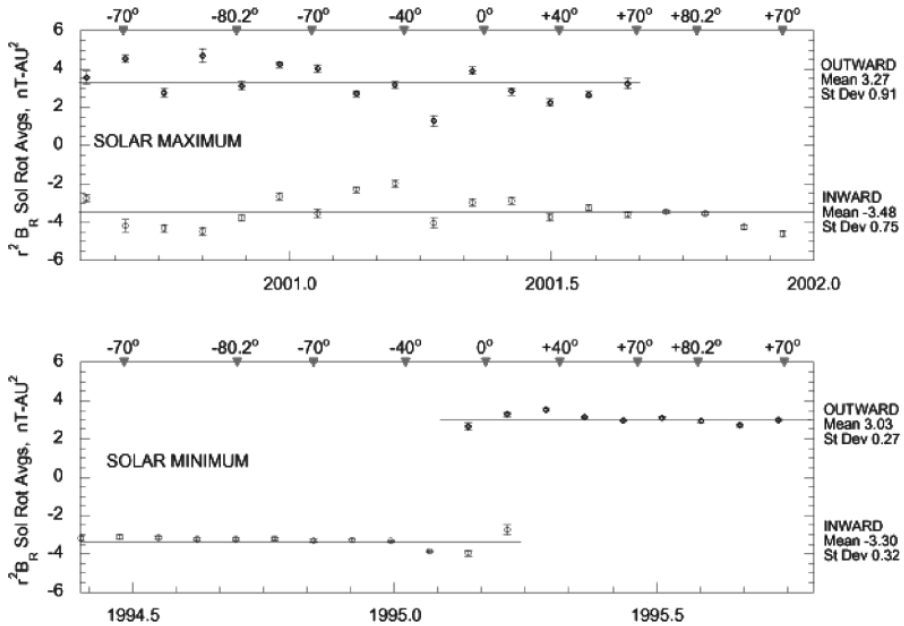 -70° -80.2° -70° -40° 0° +40° +70° +80.2° +70°
r² B_R Sol Rot Avgs, nT-AU²
6
4
2
0
-2
-4
-6
SOLAR MAXIMUM
OUTWARD
Mean 3.27
St Dev 0.91
INWARD
Mean -3.48
St Dev 0.75
2001.0 2001.5 2002.0
-70° -80.2° -70° -40° 0° +40° +70° +80.2° +70°
r²B_R Sol Rot Avgs, nT-AU²
6
4
2
0
-2
-4
-6
SOLAR MINIMUM
OUTWARD
Mean 3.03
St Dev 0.27
INWARD
Mean -3.30
St Dev 0.32
1994.5 1995.0 1995.5